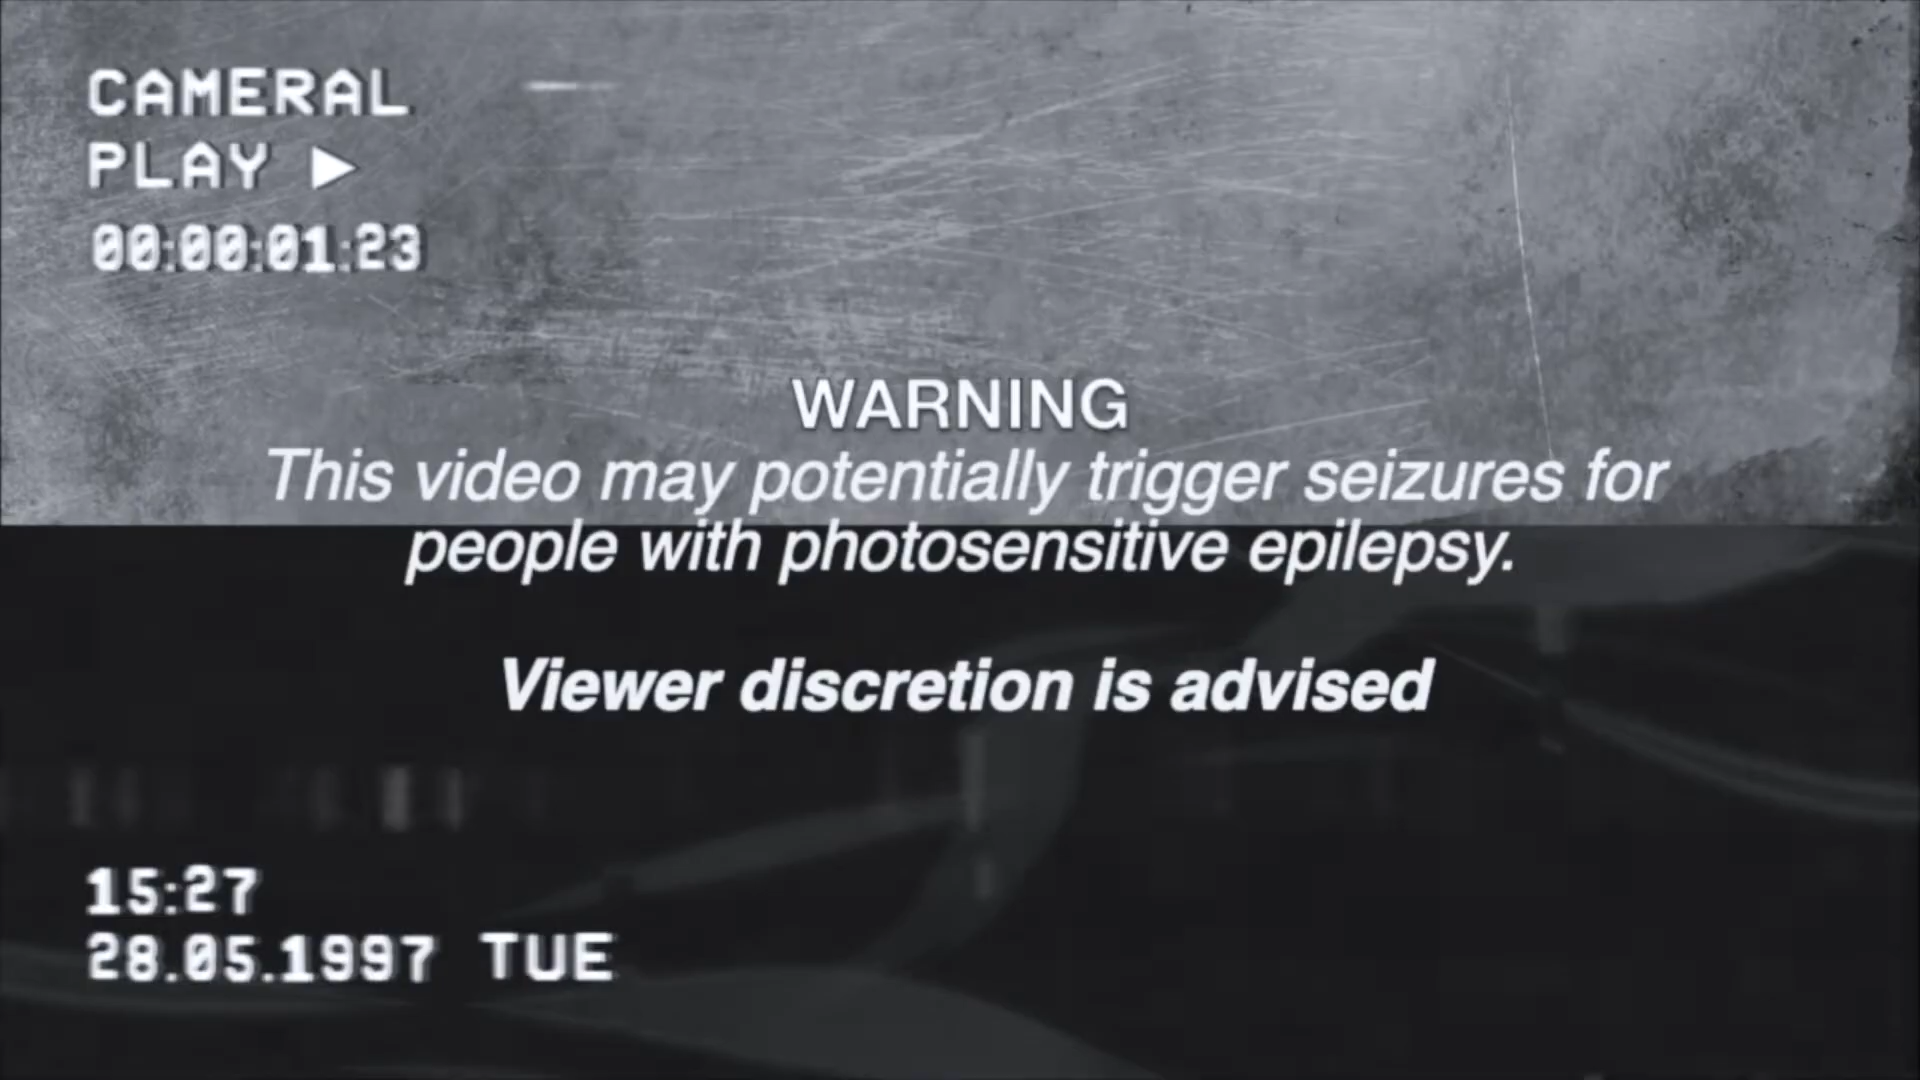 CAMERAL
PLAY ►
00:00:01:23
WARNING
This video may potentially trigger seizures for
people with photosensitive epilepsy.
Viewer discretion is advised
15:27
28.05.1997 TUE